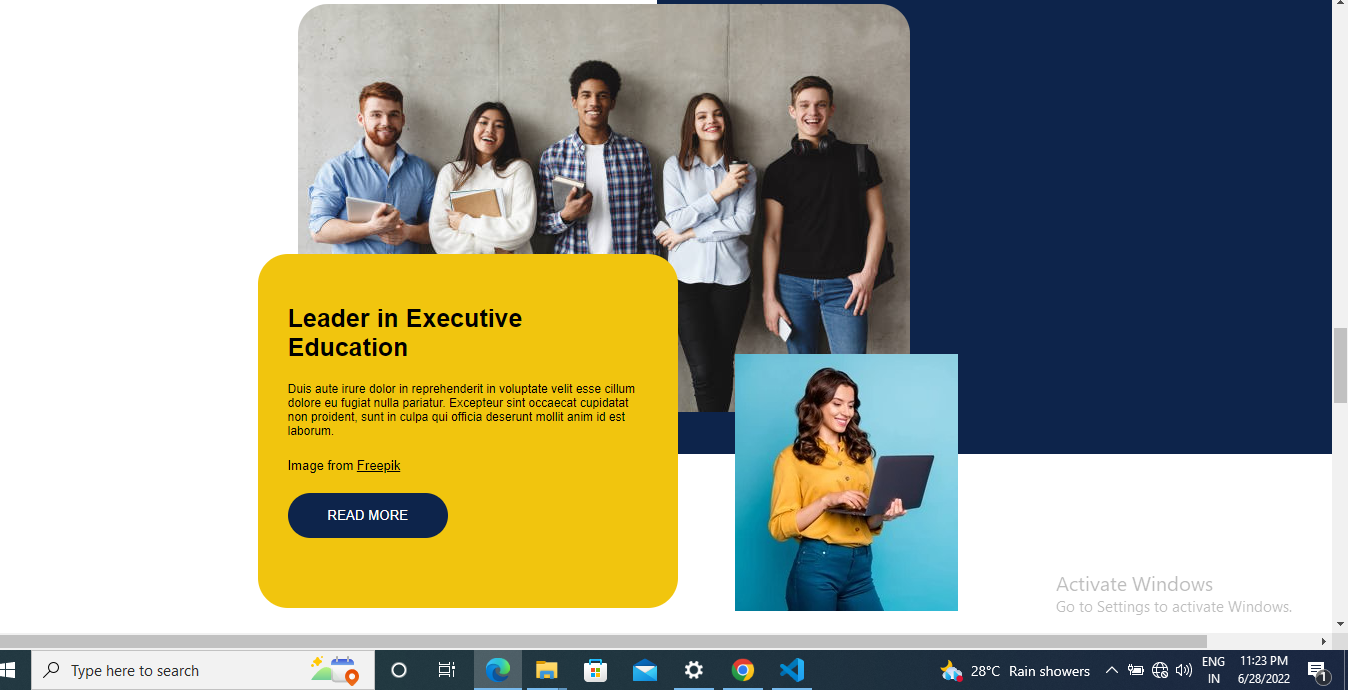 Leader in Executive
Education
Duis aute irure dolor in reprehenderit in voluptate velit esse cillum
dolore eu fugiat nulla pariatur. Excepteur sint occaecat cupidatat
non proident, sunt in culpa qui officia deserunt mollit anim id est
laborum.
Image from Freepik
READ MORE
Activate Windows
Go to Settings to activate Windows.
Type here to search
28°C Rain showers
ENG
IN
11:23 PM
6/28/2022
1